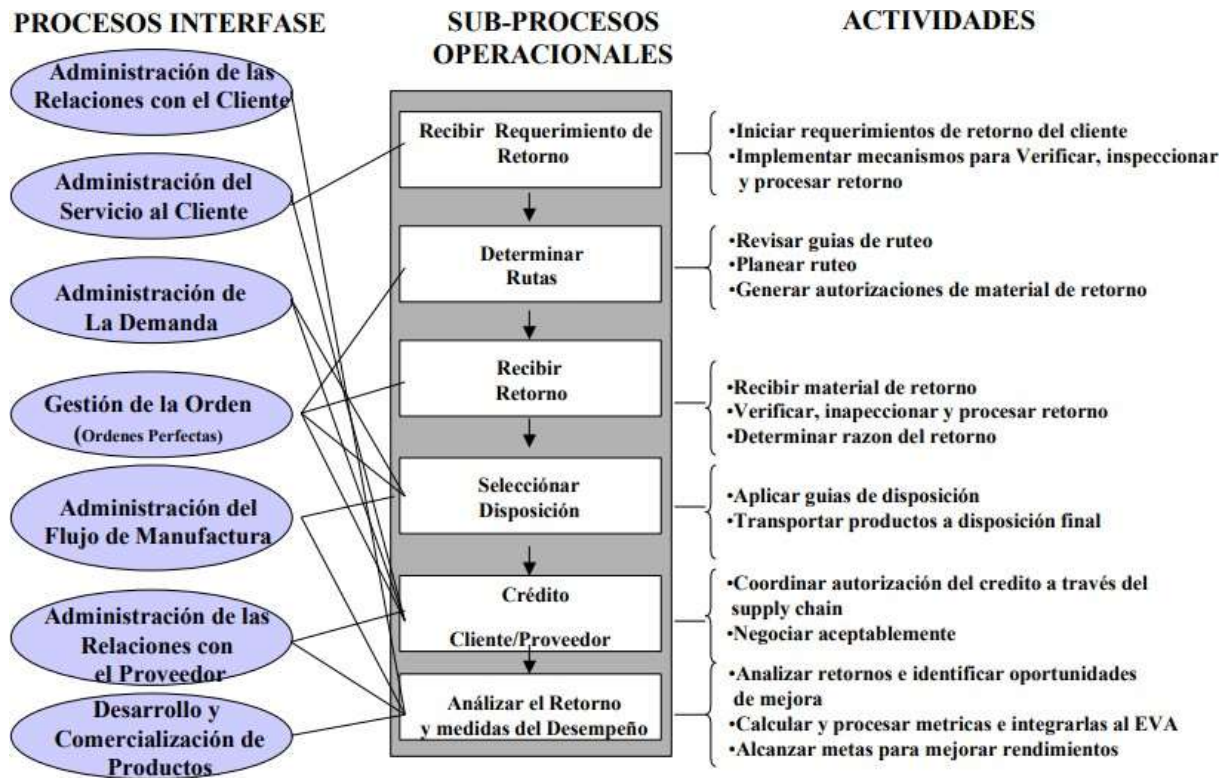 PROCESOS INTERFASE
Administración de las
Relaciones con el Cliente
Administración del
Servicio al Cliente
Administración de
La Demanda
Gestión de la Orden
(Ordenes Perfectas)
Administración del
Flujo de Manufactura
Administración de las
Relaciones con
el Proveedor
Desarrollo y
Comercialización de
Productos
SUB-PROCESOS
OPERACIONALES
Recibir Requerimiento de
Retorno
Determinar
Rutas
Recibir
Retorno
Selecciónar
Disposición
Crédito
Cliente/Proveedor
Análizar el Retorno
y medidas del Desempeño
ACTIVIDADES
•Iniciar requerimientos de retorno del cliente
•Implementar mecanismos para Verificar, inspeccionar
y procesar retorno
•Revisar guias de ruteo
•Planear ruteo
•Generar autorizaciones de material de retorno
•Recibir material de retorno
•Verificar, inapeccionar y procesar retorno
•Determinar razon del retorno
•Aplicar guias de disposición
•Transportar productos a disposición final
•Coordinar autorización del credito a través del
supply chain
•Negociar aceptablemente
•Analizar retornos e identificar oportunidades
de mejora
•Calcular y procesar metricas e integrarlas al EVA
•Alcanzar metas para mejorar rendimientos